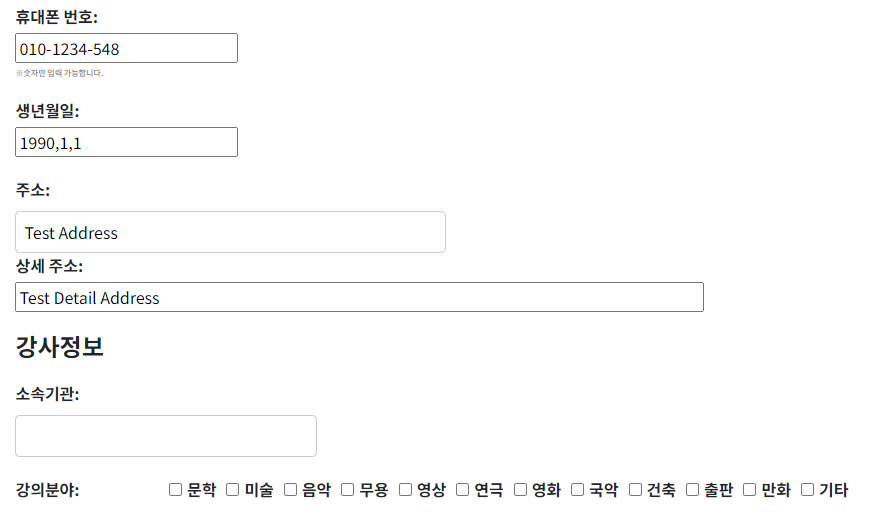 휴대폰 번호:
010-1234-548
※숫자만 입력 가능합니다.
생년월일:
1990,1,1
주소:
Test Address
상세 주소:
Test Detail Address
강사정보
소속기관:
강의분야: 문학 미술 음악 무용 영상 연극 영화 국악 건축 출판 만화 기타